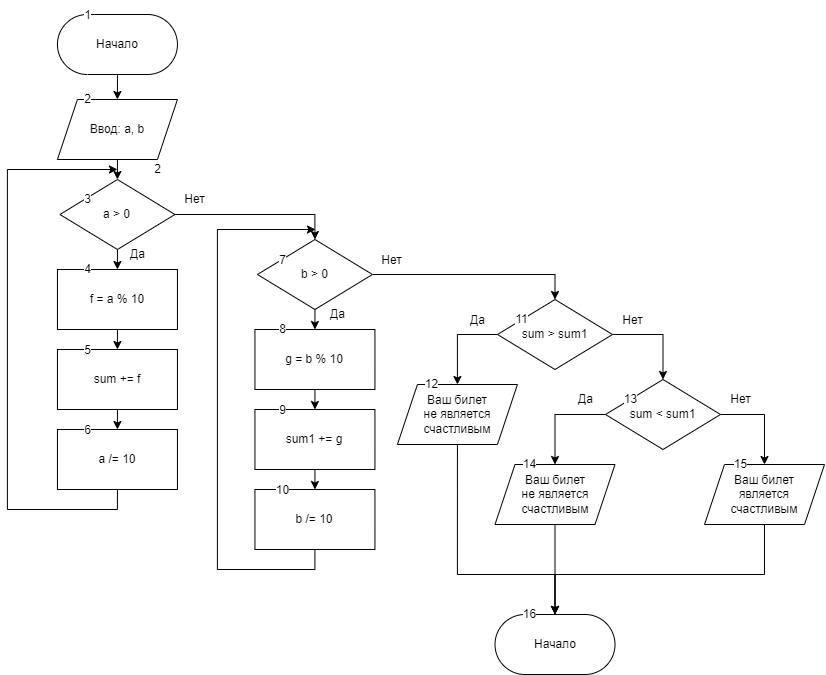 1
Начало
2
Ввод: a, b
2
3
a > 0
Нет
Да
4
f = a % 10
5
sum += f
6
a /= 10
7
b > 0
Нет
Да
8
g = b % 10
9
sum1 += g
10
b /= 10
11
sum > sum1
Да
Нет
12
Ваш билет
не является
счастливым
13
sum < sum1
Да
Нет
14
Ваш билет
не является
счастливым
15
Ваш билет
является
счастливым
16
Начало